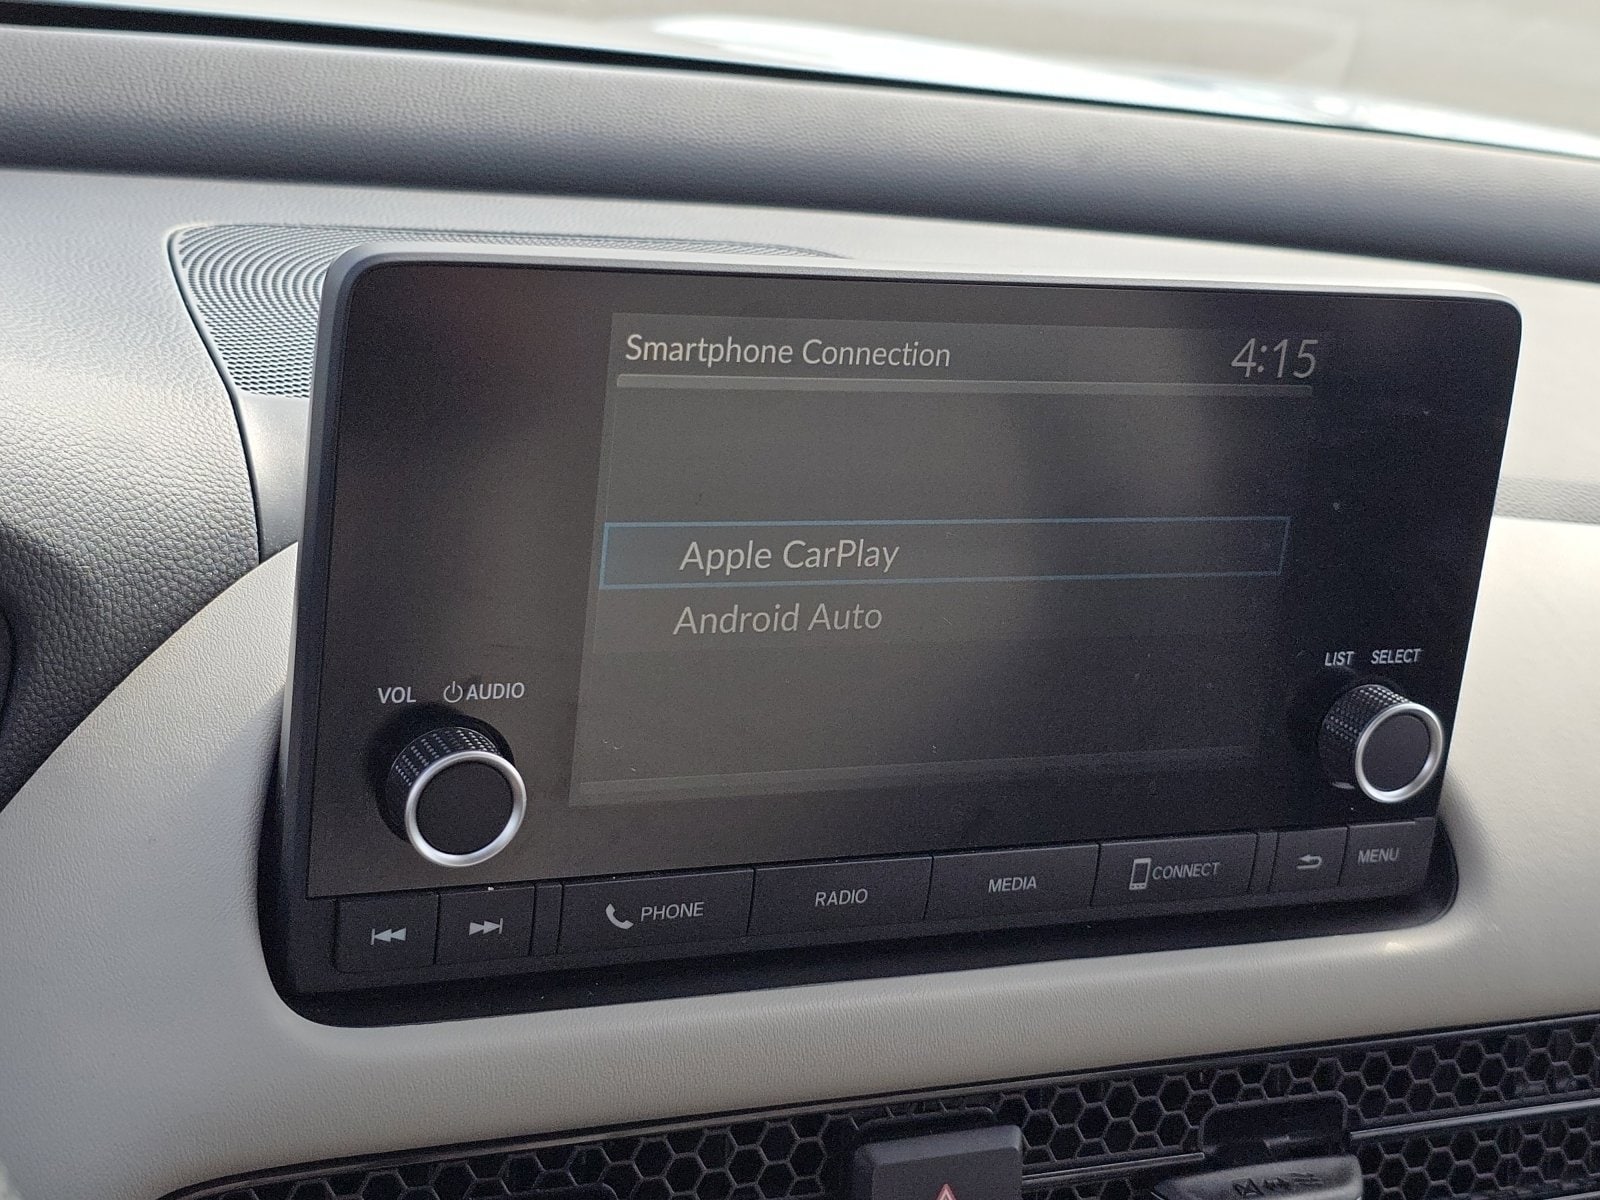 Smartphone Connection 4:15
Apple CarPlay
Android Auto
VOL AUDIO
LIST SELECT
PHONE RADIO MEDIA CONNECT MENU